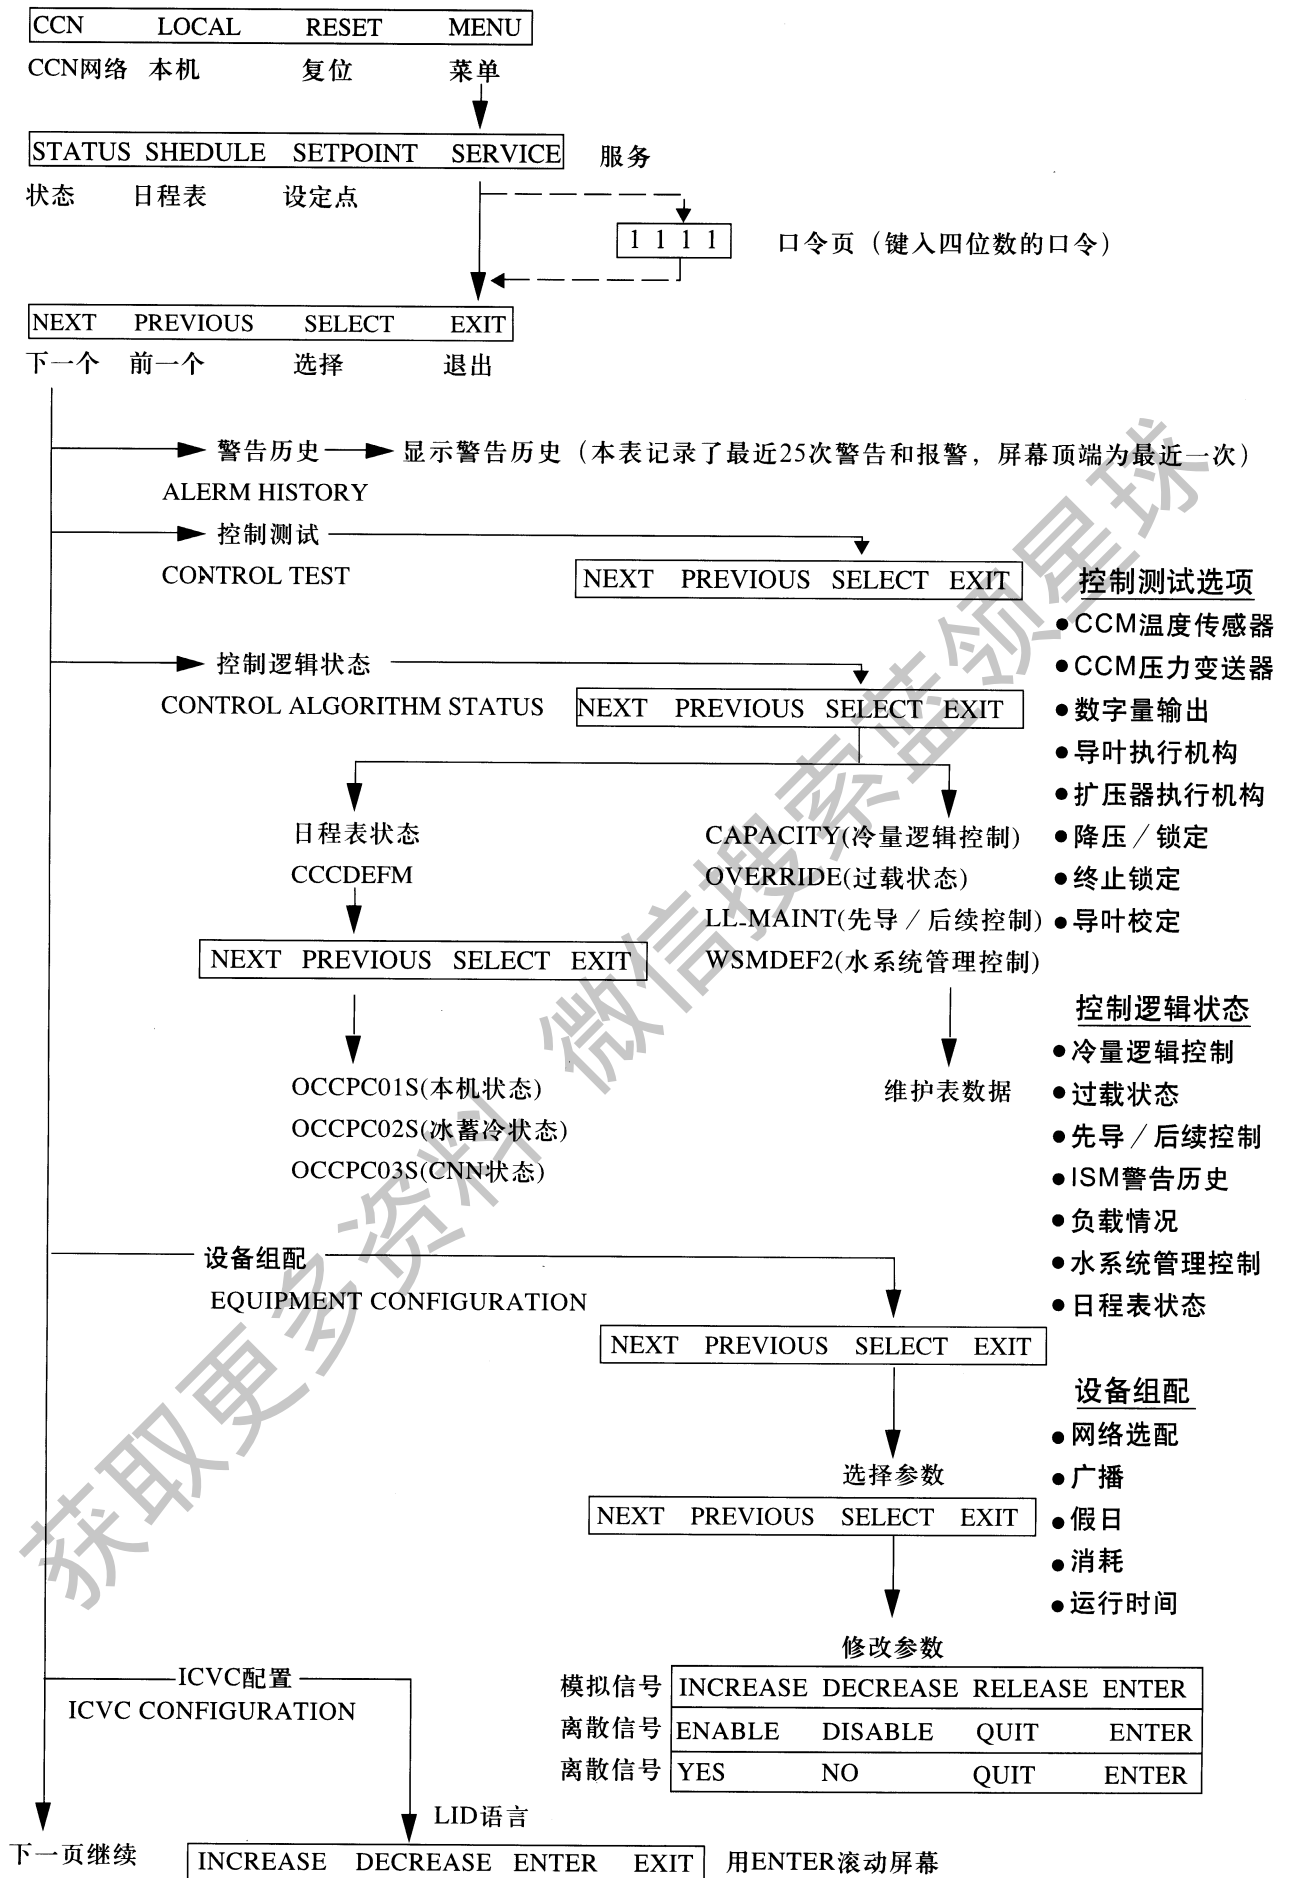 CCN LOCAL RESET MENU
CCN网络 本机 复位 菜单
STATUS SHEDULE SETPOINT SERVICE 服务
状态 日程表 设定点
1 1 1 1 口令页（键入四位数的口令）
NEXT PREVIOUS SELECT EXIT
下一个 前一个 选择 退出
警告历史 显示警告历史（本表记录了最近25次警告和报警，屏幕顶端为最近一次）
ALERM HISTORY
控制测试
CONTROL TEST
NEXT PREVIOUS SELECT EXIT
控制逻辑状态
CONTROL ALGORITHM STATUS
NEXT PREVIOUS SELECT EXIT
日程表状态
CCCDEFM
NEXT PREVIOUS SELECT EXIT
OCCPC01S(本机状态)
OCCPC02S(冰蓄冷状态)
OCCPC03S(CNN状态)
CAPACITY(冷量逻辑控制)
OVERRIDE(过载状态)
LL-MAINT(先导／后续控制)
WSMDEF2(水系统管理控制)
维护表数据
控制测试选项
●CCM温度传感器
●CCM压力变送器
●数字量输出
●导叶执行机构
●扩压器执行机构
●降压／锁定
●终止锁定
●导叶校定
控制逻辑状态
●冷量逻辑控制
●过载状态
●先导／后续控制
●ISM警告历史
●负载情况
●水系统管理控制
●日程表状态
设备组配
EQUIPMENT CONFIGURATION
NEXT PREVIOUS SELECT EXIT
选择参数
NEXT PREVIOUS SELECT EXIT
设备组配
●网络选配
●广播
●假日
●消耗
●运行时间
修改参数
模拟信号 INCREASE DECREASE RELEASE ENTER
离散信号 ENABLE DISABLE QUIT ENTER
离散信号 YES NO QUIT ENTER
ICVC配置
ICVC CONFIGURATION
LID语言
下一页继续
INCREASE DECREASE ENTER EXIT 用ENTER滚动屏幕
获取更多资料 微信搜索蓝领星球